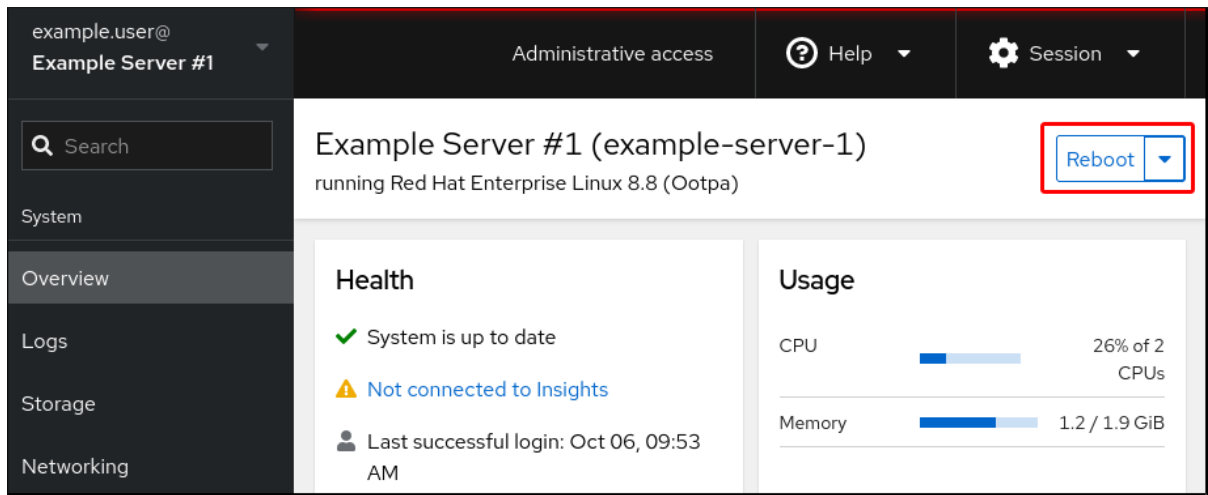 example.user@
Example Server #1
Administrative access
Help
Session
Search
Example Server #1 (example-server-1)
running Red Hat Enterprise Linux 8.8 (Ootpa)
Reboot
System
Overview
Logs
Storage
Networking
Health
System is up to date
Not connected to Insights
Last successful login: Oct 06, 09:53
AM
Usage
CPU
26% of 2
CPUs
Memory
1.2 / 1.9 GiB